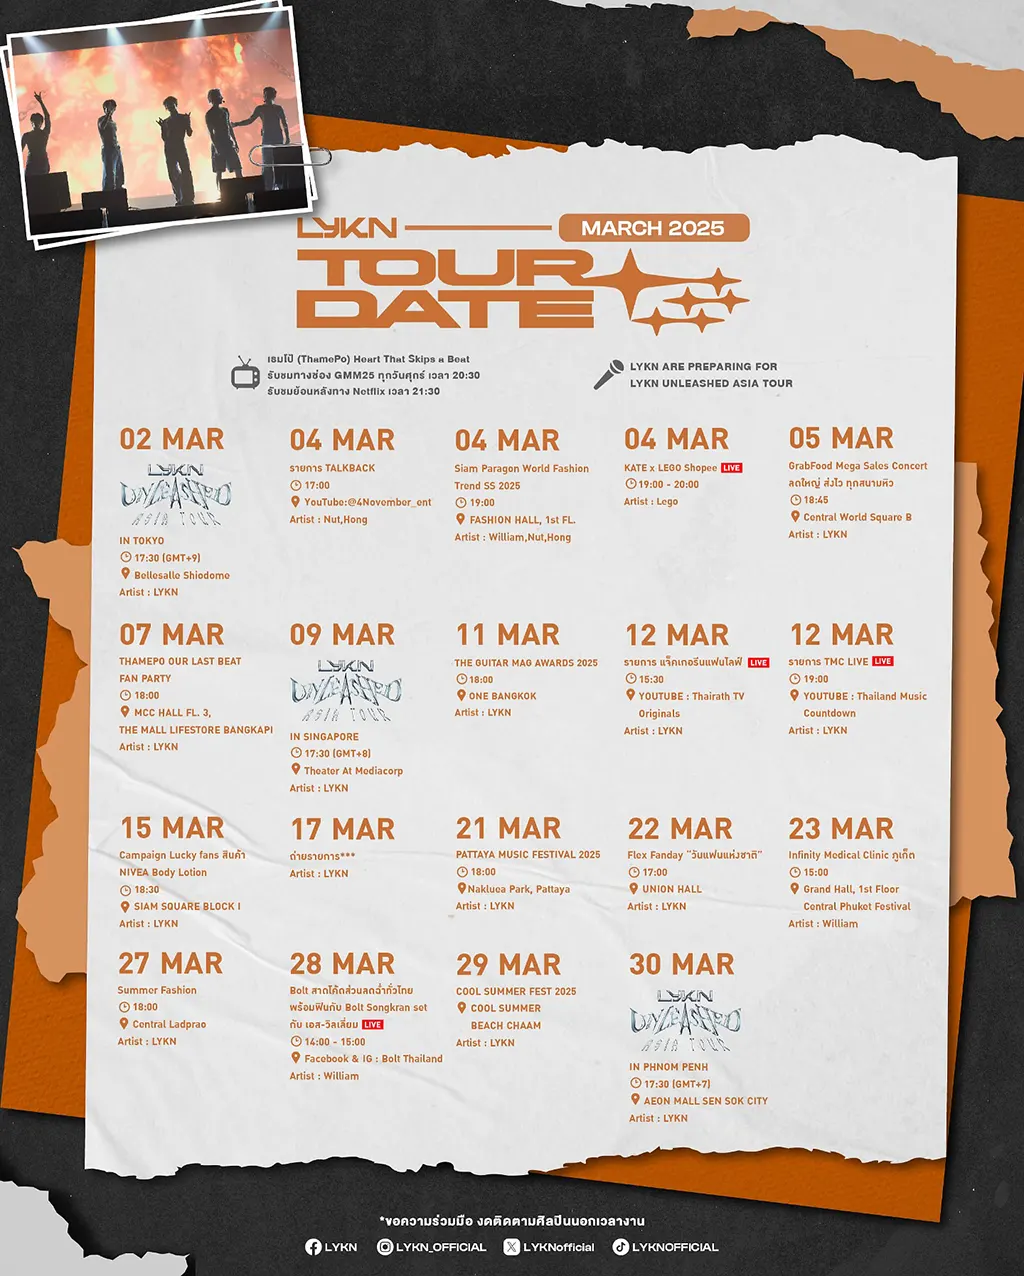 LYKN
MARCH 2025
TOUR
DATE
เธมโป้ (ThamePo) Heart That Skips a Beat
รับชมทางช่อง GMM25 ทุกวันศุกร์ เวลา 20:30
รับชมย้อนหลังทาง Netflix เวลา 21:30
LYKN ARE PREPARING FOR
LYKN UNLEASHED ASIA TOUR
02 MAR
LYKN
UNLEASHED
ASIA TOUR
IN TOKYO
17:30 (GMT+9)
Bellesalle Shiodome
Artist : LYKN
04 MAR
รายการ TALKBACK
17:00
YouTube:@4November_ent
Artist : Nut,Hong
04 MAR
Siam Paragon World Fashion
Trend SS 2025
19:00
FASHION HALL, 1st FL.
Artist : William,Nut,Hong
04 MAR
KATE x LEGO Shopee LIVE
19:00 - 20:00
Artist : Lego
05 MAR
GrabFood Mega Sales Concert
ลดใหญ่ ส่งไว ทุกสนามหิว
18:45
Central World Square B
Artist : LYKN
07 MAR
THAMEPO OUR LAST BEAT
FAN PARTY
18:00
MCC HALL FL. 3,
THE MALL LIFESTORE BANGKAPI
Artist : LYKN
09 MAR
LYKN
UNLEASHED
ASIA TOUR
IN SINGAPORE
17:30 (GMT+8)
Theater At Mediacorp
Artist : LYKN
11 MAR
THE GUITAR MAG AWARDS 2025
18:00
ONE BANGKOK
Artist : LYKN
12 MAR
รายการ แจ็คเกอรีนแฟนไลฟ์ LIVE
15:30
YOUTUBE : Thairath TV
Originals
Artist : LYKN
12 MAR
รายการ TMC LIVE LIVE
19:00
YOUTUBE : Thailand Music
Countdown
Artist : LYKN
15 MAR
Campaign Lucky fans สินค้า
NIVEA Body Lotion
18:30
SIAM SQUARE BLOCK I
Artist : LYKN
17 MAR
ถ่ายรายการ***
Artist : LYKN
21 MAR
PATTAYA MUSIC FESTIVAL 2025
18:00
Nakluea Park, Pattaya
Artist : LYKN
22 MAR
Flex Fanday "วันแฟนแห่งชาติ"
17:00
UNION HALL
Artist : LYKN
23 MAR
Infinity Medical Clinic ภูเก็ต
15:00
Grand Hall, 1st Floor
Central Phuket Festival
Artist : William
27 MAR
Summer Fashion
18:00
Central Ladprao
Artist : LYKN
28 MAR
Bolt สาดโค้ดส่วนลดฉ่ำทั่วไทย
พร้อมฟินกับ Bolt Songkran set
กับ เอส-วิลเลี่ยม LIVE
14:00 - 15:00
Facebook & IG : Bolt Thailand
Artist : William
29 MAR
COOL SUMMER FEST 2025
COOL SUMMER
BEACH CHAAM
Artist : LYKN
30 MAR
LYKN
UNLEASHED
ASIA TOUR
IN PHNOM PENH
17:30 (GMT+7)
AEON MALL SEN SOK CITY
Artist : LYKN
*ขอความร่วมมือ งดติดตามศิลปินนอกเวลางาน
LYKN LYKN_OFFICIAL LYKNofficial LYKNOFFICIAL